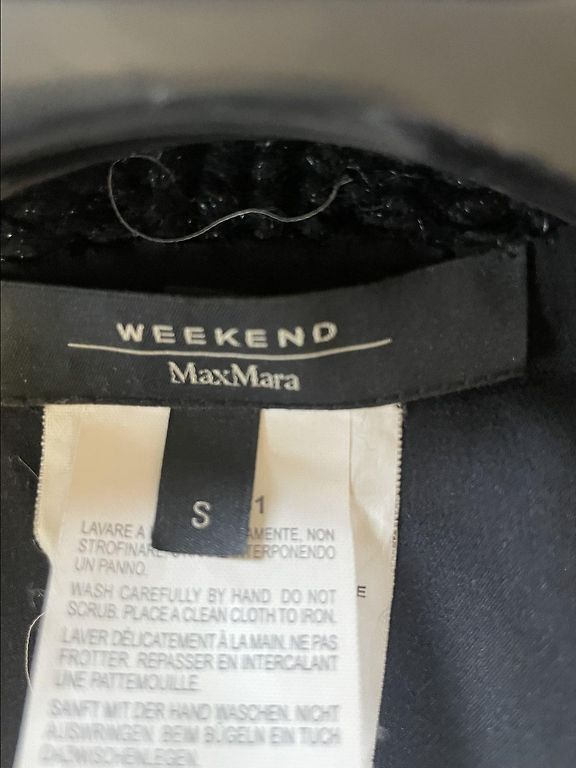 WEEKEND
MaxMara
S
1
LAVARE A AMENTE, NON
STROFINARE INTERPONENDO
UN PANNO.
E
WASH CAREFULLY BY HAND DO NOT
SCRUB. PLACE A CLEAN CLOTH TO IRON.
LAVER DÉLICATEMENT À LA MAIN. NE PAS
FROTTER. REPASSER EN INTERCALANT
UNE PATTEMOUILLE.
SANFT MIT DER HAND WASCHEN. NICHT
AUSWRINGEN. BEIM BÜGELN EIN TUCH
DAZWISCHENLEGEN.